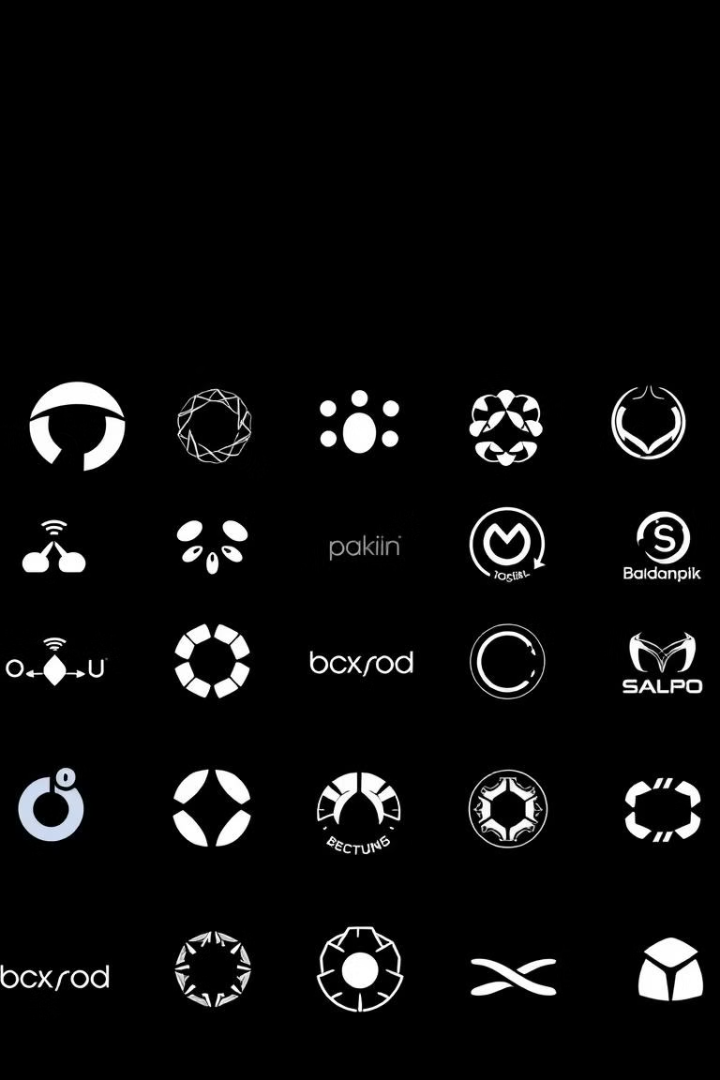 pakiin
S
Baldanpik
O U
bcxrod
SALPO
BECTUNS
bcxrod